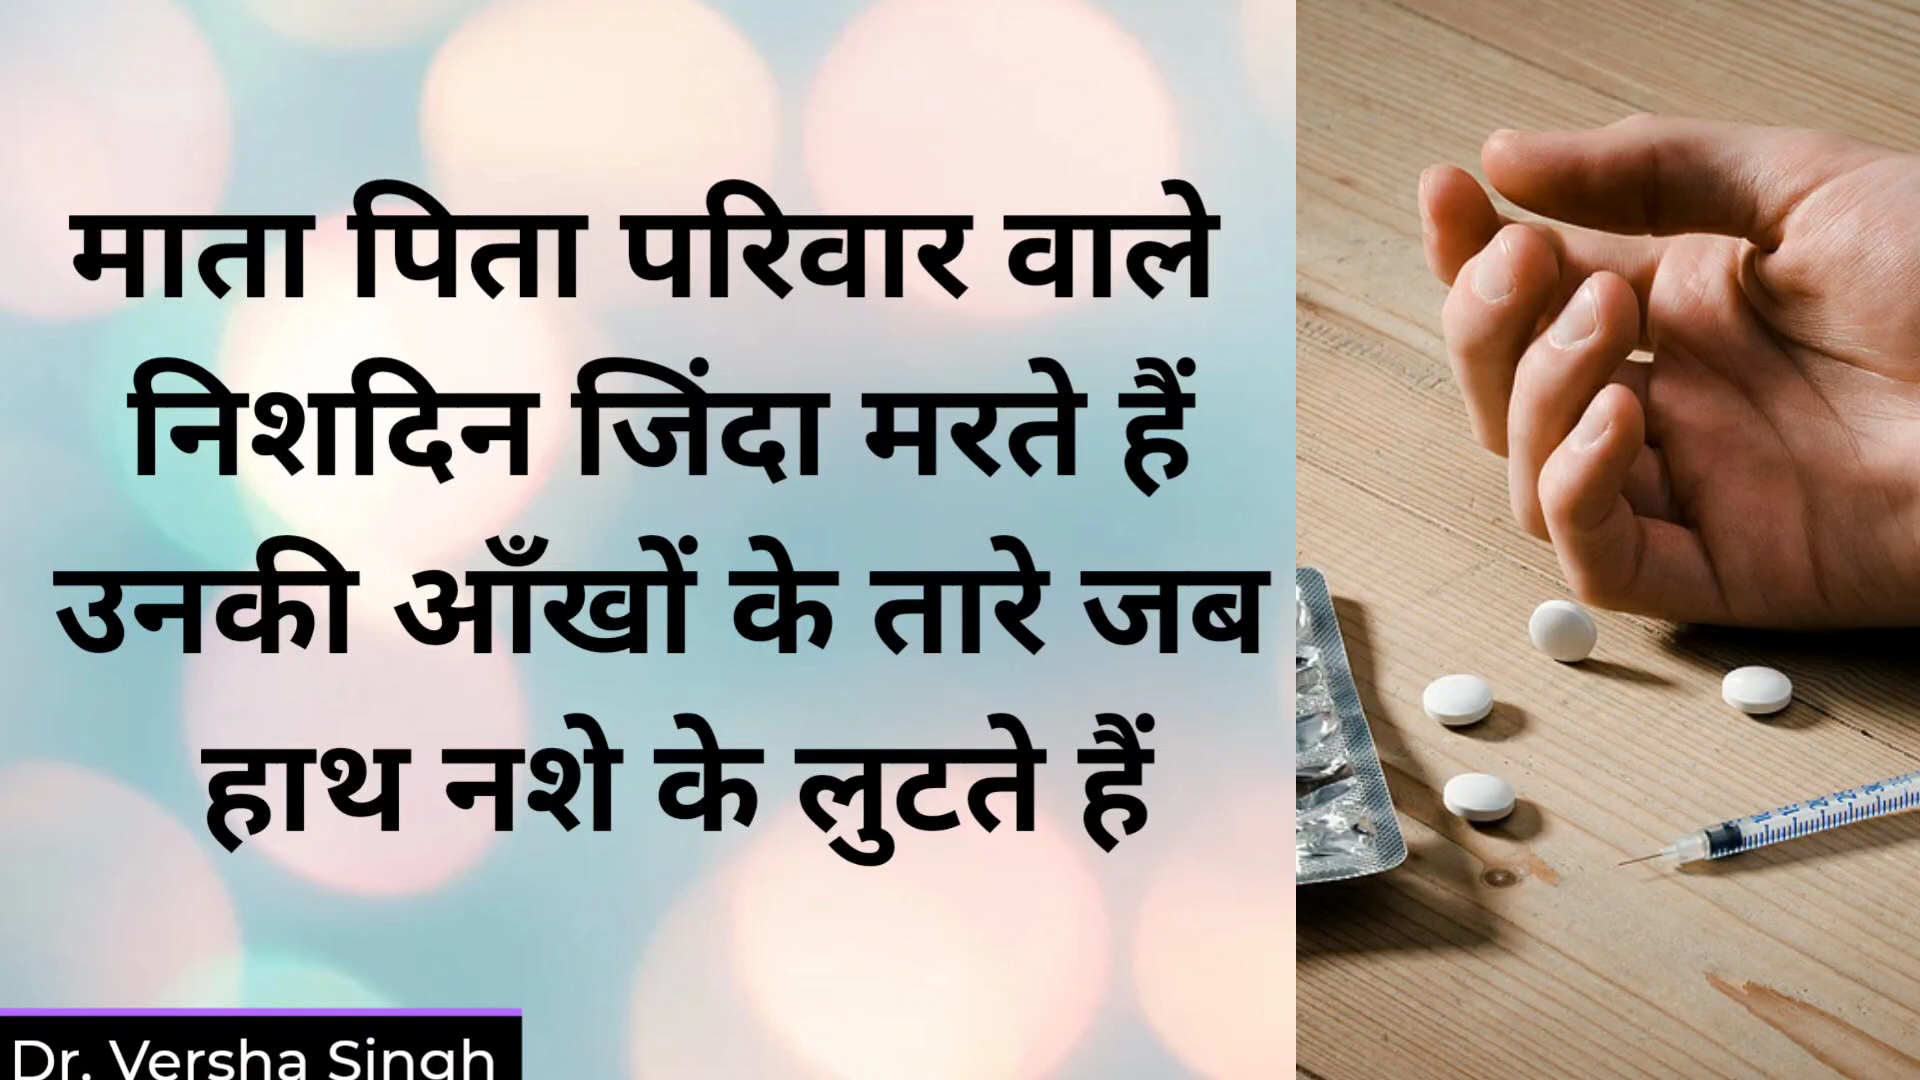 माता पिता परिवार वाले
निशदिन जिंदा मरते हैं
उनकी आँखों के तारे जब
हाथ नशे के लुटते हैं
Dr. Versha Singh